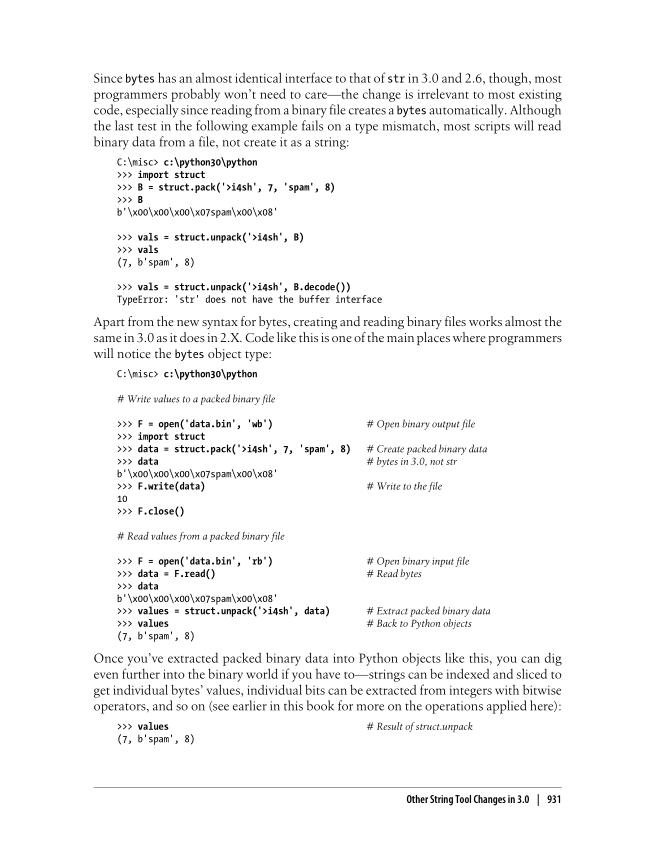 Since bytes has an almost identical interface to that of str in 3.0 and 2.6, though, most
programmers probably won't need to care—the change is irrelevant to most existing
code, especially since reading from a binary file creates a bytes automatically. Although
the last test in the following example fails on a type mismatch, most scripts will read
binary data from a file, not create it as a string:
C:\misc> c:\python30\python
>>> import struct
>>> B = struct.pack('>i4sh', 7, 'spam', 8)
>>> B
b'\x00\x00\x00\x07spam\x00\x08'
>>> vals = struct.unpack('>i4sh', B)
>>> vals
(7, b'spam', 8)
>>> vals = struct.unpack('>i4sh', B.decode())
TypeError: 'str' does not have the buffer interface
Apart from the new syntax for bytes, creating and reading binary files works almost the
same in 3.0 as it does in 2.X. Code like this is one of the main places where programmers
will notice the bytes object type:
C:\misc> c:\python30\python
# Write values to a packed binary file
>>> F = open('data.bin', 'wb') # Open binary output file
>>> import struct
>>> data = struct.pack('>i4sh', 7, 'spam', 8) # Create packed binary data
>>> data # bytes in 3.0, not str
b'\x00\x00\x00\x07spam\x00\x08'
>>> F.write(data) # Write to the file
10
>>> F.close()
# Read values from a packed binary file
>>> F = open('data.bin', 'rb') # Open binary input file
>>> data = F.read() # Read bytes
>>> data
b'\x00\x00\x00\x07spam\x00\x08'
>>> values = struct.unpack('>i4sh', data) # Extract packed binary data
>>> values # Back to Python objects
(7, b'spam', 8)
Once you've extracted packed binary data into Python objects like this, you can dig
even further into the binary world if you have to—strings can be indexed and sliced to
get individual bytes' values, individual bits can be extracted from integers with bitwise
operators, and so on (see earlier in this book for more on the operations applied here):
>>> values # Result of struct.unpack
(7, b'spam', 8)
Other String Tool Changes in 3.0 | 931